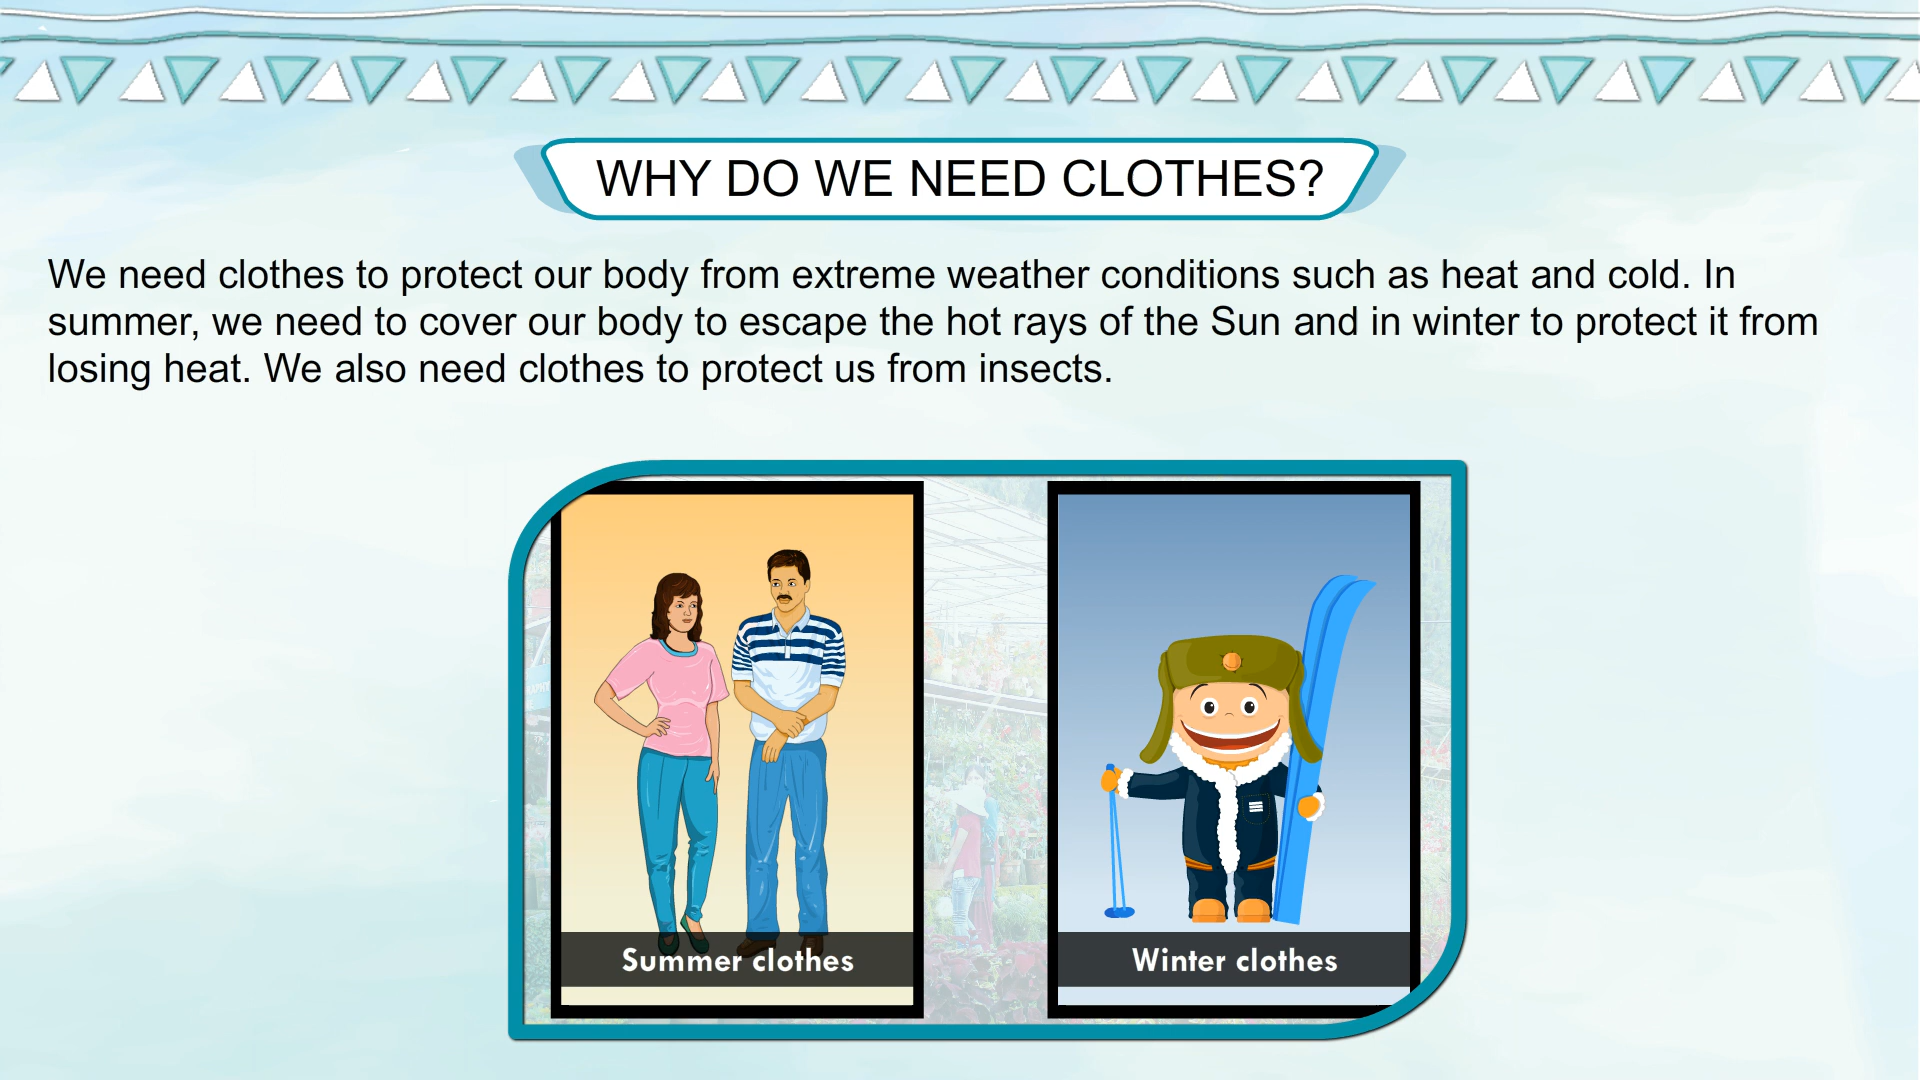 WHY DO WE NEED CLOTHES?
We need clothes to protect our body from extreme weather conditions such as heat and cold. In
summer, we need to cover our body to escape the hot rays of the Sun and in winter to protect it from
losing heat. We also need clothes to protect us from insects.
Summer clothes
Winter clothes